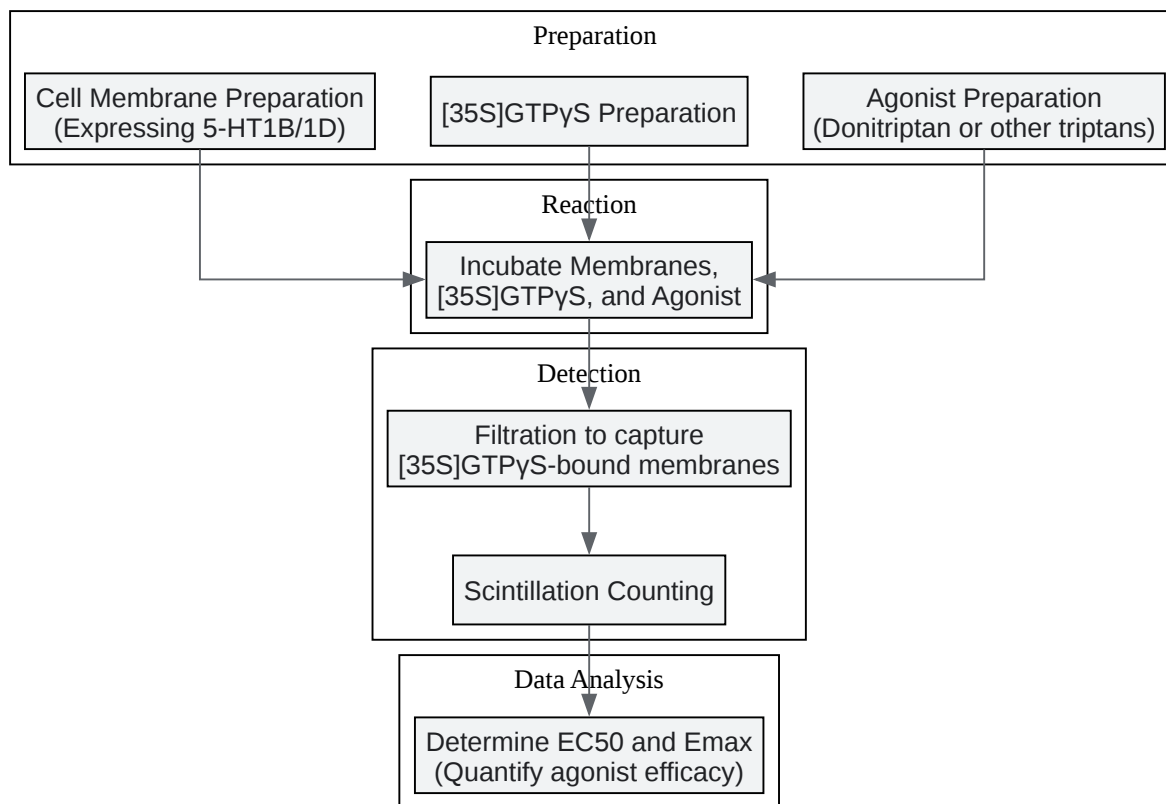 Preparation
Cell Membrane Preparation
(Expressing 5-HT1B/1D)
[35S]GTPγS Preparation
Agonist Preparation
(Donitriptan or other triptans)
Reaction
Incubate Membranes,
[35S]GTPγS, and Agonist
Detection
Filtration to capture
[35S]GTPγS-bound membranes
Scintillation Counting
Data Analysis
Determine EC50 and Emax
(Quantify agonist efficacy)